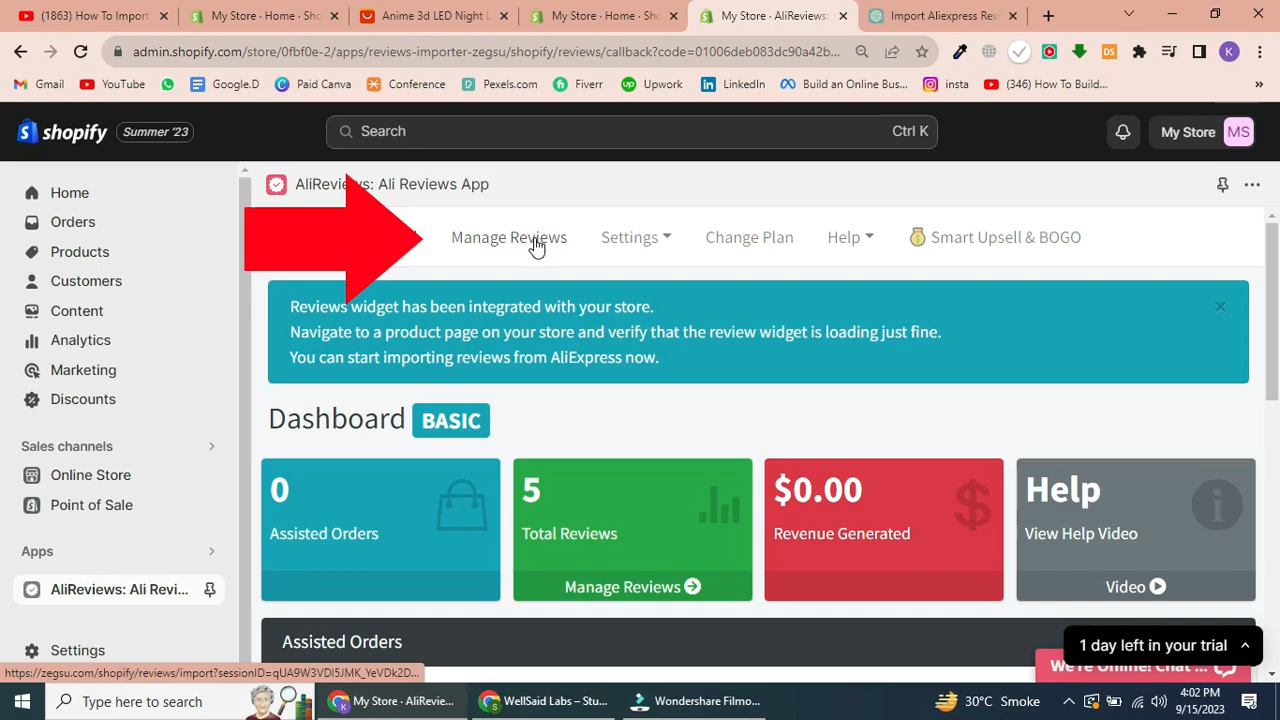 (1863) How To Import
My Store · Home · Sh
Anime 3d LED Night L
My Store · Home · Sh
My Store · AliReviews:
Import Aliexpress Rev
admin.shopify.com/store/0fbf0e-2/apps/reviews-importer-zegsu/shopify/reviews/callback?code=01006deb083dc90a42b...
K
Gmail
YouTube
Google.D
Paid Canva
Conference
Pexels.com
Fiverr
Upwork
LinkedIn
Build an Online Bus...
insta
(346) How To Build...
shopify
Summer '23
Search
Ctrl K
My Store
MS
Home
Orders
Products
Customers
Content
Analytics
Marketing
Discounts
Sales channels
Online Store
Point of Sale
Apps
AliReviews: Ali Revi...
Settings
AliReviews: Ali Reviews App
Manage Reviews
Settings
Change Plan
Help
Smart Upsell & BOGO
Reviews widget has been integrated with your store.
Navigate to a product page on your store and verify that the review widget is loading just fine.
You can start importing reviews from AliExpress now.
×
Dashboard BASIC
0
Assisted Orders
5
Total Reviews
Manage Reviews
$0.00
Revenue Generated
Help
View Help Video
Video
Assisted Orders
1 day left in your trial
We're Online! Chat ...
https://zegsu.com/shopify/reviews/import?sessionID=qUA9W3VDI5JMK_YeVDk2D...
Type here to search
My Store · AliRevie...
WellSaid Labs – Stu...
Wondershare Filmo...
30°C Smoke
4:02 PM
9/15/2023